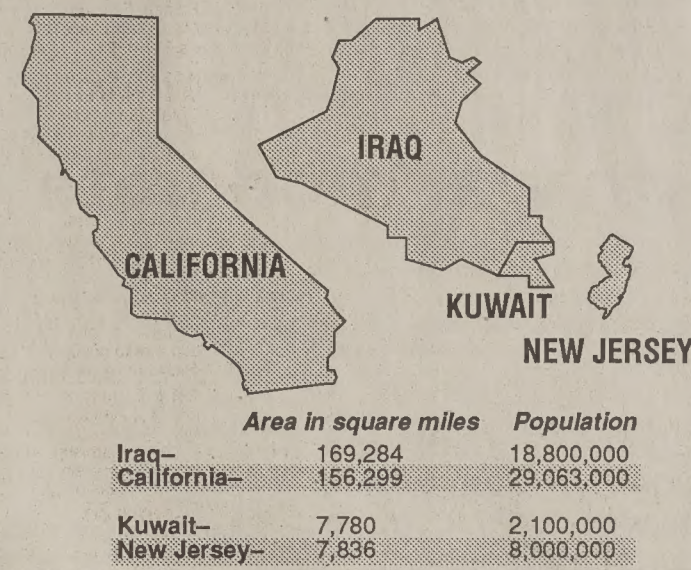 IRAQ
CALIFORNIA
KUWAIT
NEW JERSEY
Area in square miles Population
Iraq– 169,284 18,800,000
California– 156,299 29,063,000
Kuwait– 7,780 2,100,000
New Jersey– 7,836 8,000,000